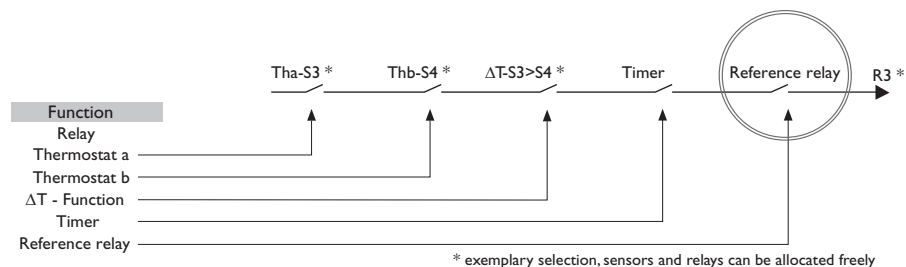 Tha-S3 * Thb-S4 * ΔT-S3>S4 * Timer Reference relay R3 *
Function
Relay
Thermostat a
Thermostat b
ΔT - Function
Timer
Reference relay
* exemplary selection, sensors and relays can be allocated freely